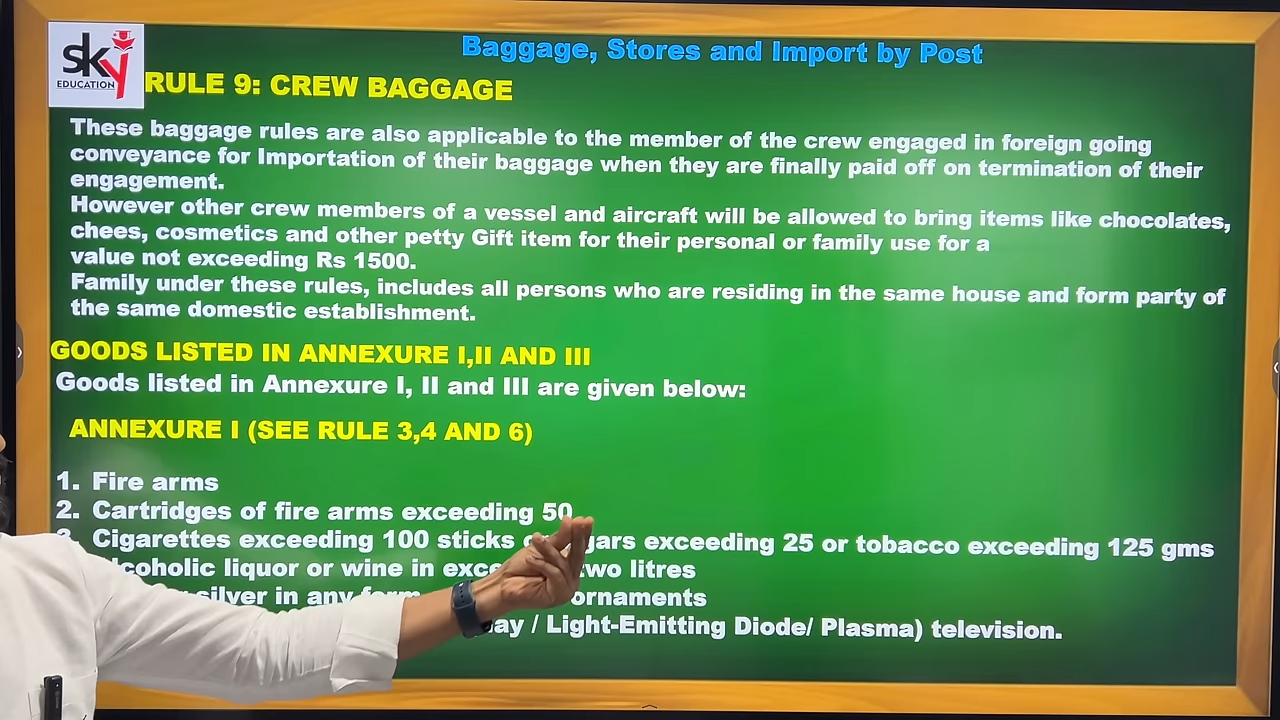 sky
EDUCATION
Baggage, Stores and Import by Post
RULE 9: CREW BAGGAGE
These baggage rules are also applicable to the member of the crew engaged in foreign going
conveyance for Importation of their baggage when they are finally paid off on termination of their
engagement.
However other crew members of a vessel and aircraft will be allowed to bring items like chocolates,
chees, cosmetics and other petty Gift item for their personal or family use for a
value not exceeding Rs 1500.
Family under these rules, includes all persons who are residing in the same house and form party of
the same domestic establishment.
GOODS LISTED IN ANNEXURE I,II AND III
Goods listed in Annexure I, II and III are given below:
ANNEXURE I (SEE RULE 3,4 AND 6)
1. Fire arms
2. Cartridges of fire arms exceeding 50
Cigarettes exceeding 100 sticks exceeding 25 or tobacco exceeding 125 gms
liquor or wine in two litres
silver in any form ornaments
/ Light-Emitting Diode/ Plasma) television.